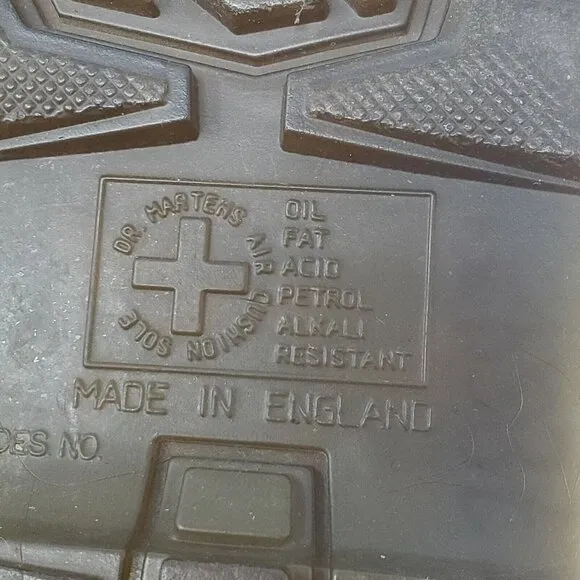 DR. MARTENS AIR CUSHION SOLE
OIL
FAT
ACID
PETROL
ALKALI
RESISTANT
MADE IN ENGLAND
DES. NO.